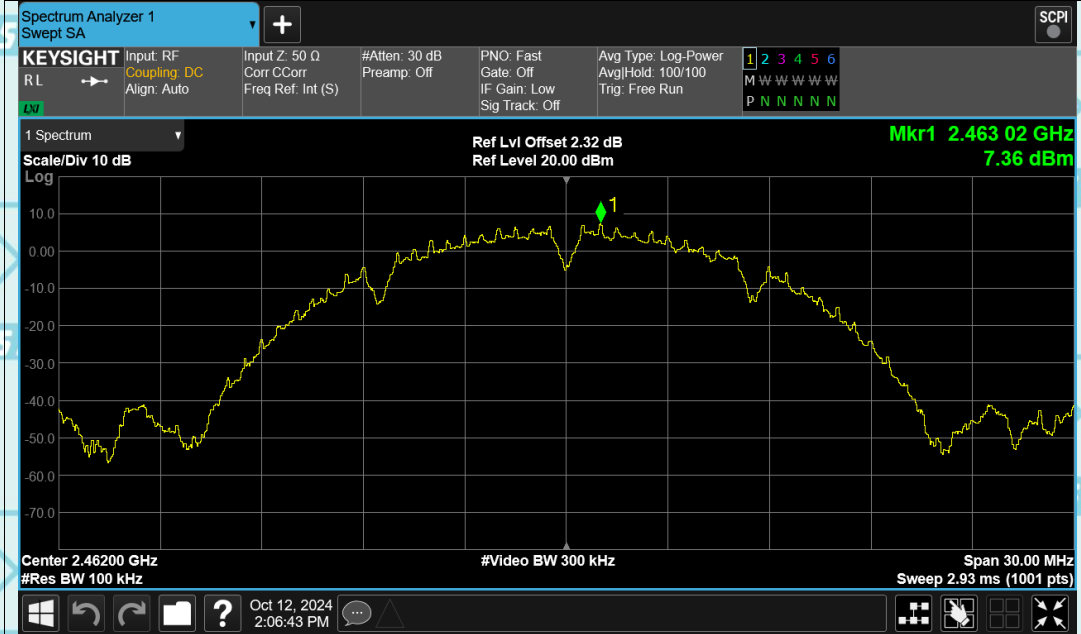 Spectrum Analyzer 1
Swept SA
+
SCPI
KEYSIGHT
R L
LXI
Input: RF
Coupling: DC
Align: Auto
Input Z: 50 Ω
Corr CCorr
Freq Ref: Int (S)
#Atten: 30 dB
Preamp: Off
PNO: Fast
Gate: Off
IF Gain: Low
Sig Track: Off
Avg Type: Log-Power
Avg|Hold: 100/100
Trig: Free Run
1 2 3 4 5 6
M W W W W W
P N N N N N
1 Spectrum
Scale/Div 10 dB
Log
Ref Lvl Offset 2.32 dB
Ref Level 20.00 dBm
Mkr1 2.463 02 GHz
7.36 dBm
1
10.0
0.00
-10.0
-20.0
-30.0
-40.0
-50.0
-60.0
-70.0
Center 2.46200 GHz
#Res BW 100 kHz
#Video BW 300 kHz
Span 30.00 MHz
Sweep 2.93 ms (1001 pts)
?
Oct 12, 2024
2:06:43 PM